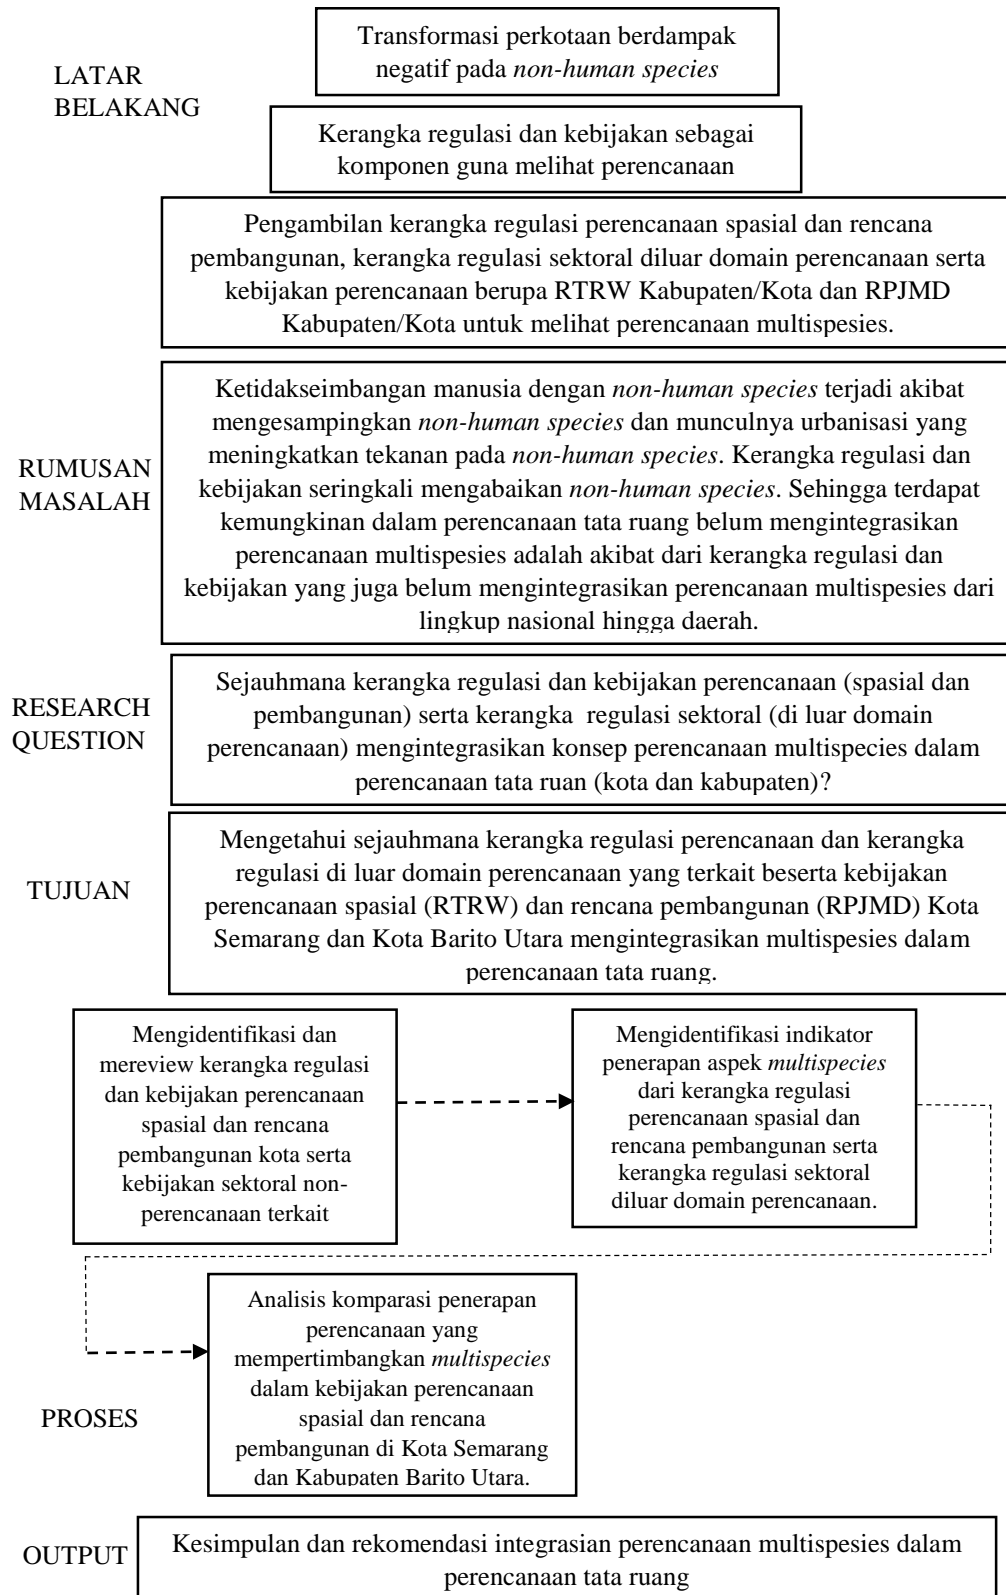 Transformasi perkotaan berdampak
negatif pada non-human species
LATAR
BELAKANG
Kerangka regulasi dan kebijakan sebagai
komponen guna melihat perencanaan
Pengambilan kerangka regulasi perencanaan spasial dan rencana
pembangunan, kerangka regulasi sektoral diluar domain perencanaan serta
kebijakan perencanaan berupa RTRW Kabupaten/Kota dan RPJMD
Kabupaten/Kota untuk melihat perencanaan multispesies.
RUMUSAN
MASALAH
Ketidakseimbangan manusia dengan non-human species terjadi akibat
mengesampingkan non-human species dan munculnya urbanisasi yang
meningkatkan tekanan pada non-human species. Kerangka regulasi dan
kebijakan seringkali mengabaikan non-human species. Sehingga terdapat
kemungkinan dalam perencanaan tata ruang belum mengintegrasikan
perencanaan multispesies adalah akibat dari kerangka regulasi dan
kebijakan yang juga belum mengintegrasikan perencanaan multispesies dari
lingkup nasional hingga daerah.
RESEARCH
QUESTION
Sejauhmana kerangka regulasi dan kebijakan perencanaan (spasial dan
pembangunan) serta kerangka regulasi sektoral (di luar domain
perencanaan) mengintegrasikan konsep perencanaan multispecies dalam
perencanaan tata ruan (kota dan kabupaten)?
TUJUAN
Mengetahui sejauhmana kerangka regulasi perencanaan dan kerangka
regulasi di luar domain perencanaan yang terkait beserta kebijakan
perencanaan spasial (RTRW) dan rencana pembangunan (RPJMD) Kota
Semarang dan Kota Barito Utara mengintegrasikan multispesies dalam
perencanaan tata ruang.
Mengidentifikasi dan
mereview kerangka regulasi
dan kebijakan perencanaan
spasial dan rencana
pembangunan kota serta
kebijakan sektoral non-
perencanaan terkait
Mengidentifikasi indikator
penerapan aspek multispecies
dari kerangka regulasi
perencanaan spasial dan
rencana pembangunan serta
kerangka regulasi sektoral
diluar domain perencanaan.
PROSES
Analisis komparasi penerapan
perencanaan yang
mempertimbangkan multispecies
dalam kebijakan perencanaan
spasial dan rencana
pembangunan di Kota Semarang
dan Kabupaten Barito Utara.
OUTPUT
Kesimpulan dan rekomendasi integrasian perencanaan multispesies dalam
perencanaan tata ruang